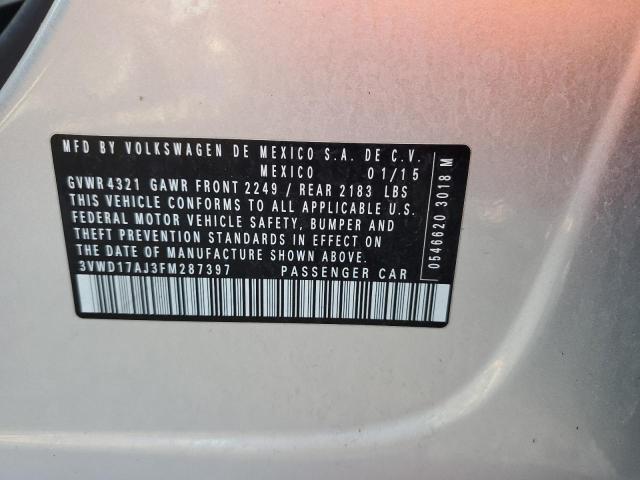 MFD BY VOLKSWAGEN DE MEXICO S.A. DE C.V.
MEXICO 01/15
GVWR 4321 GAWR FRONT 2249 / REAR 2183 LBS
THIS VEHICLE CONFORMS TO ALL APPLICABLE U.S.
FEDERAL MOTOR VEHICLE SAFETY, BUMPER AND
THEFT PREVENTION STANDARDS IN EFFECT ON
THE DATE OF MANUFACTURE SHOWN ABOVE.
3VWD17AJ3FM287397 PASSENGER CAR
0546620 3018 M